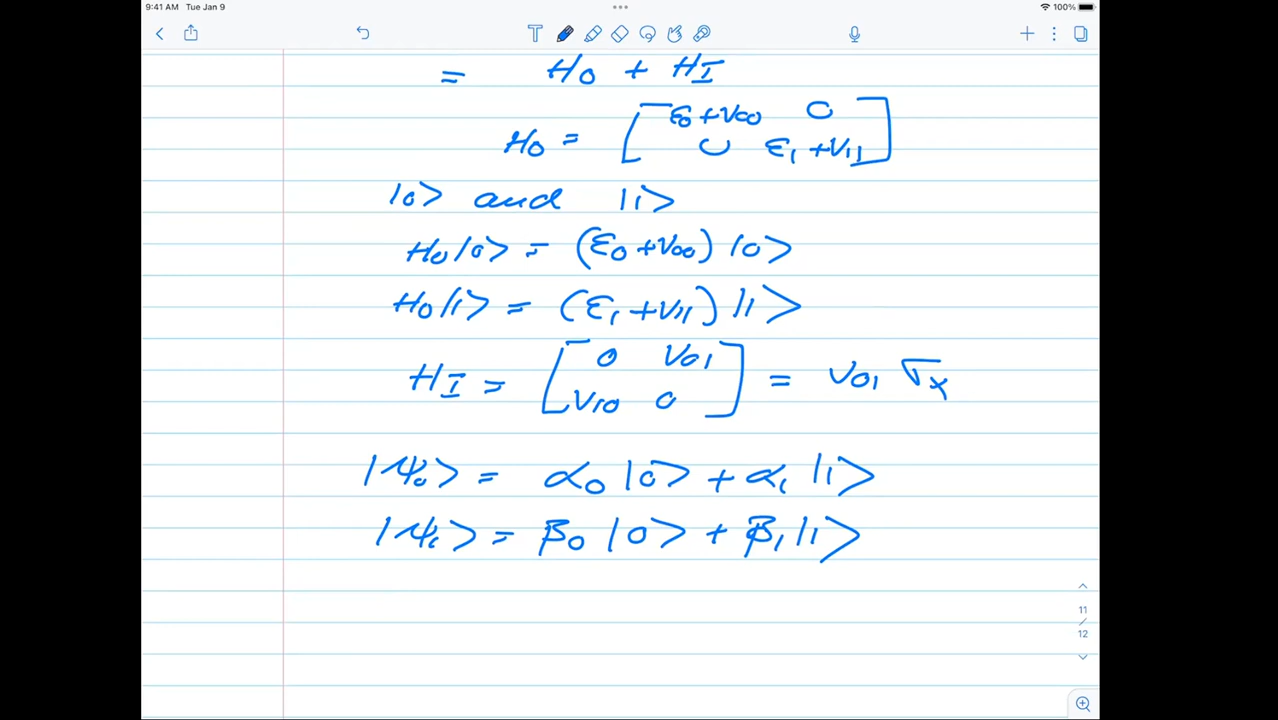 9:41 AM Tue Jan 9
100%
= H₀ + H_I
H₀ = [ε₀+V₀₀ 0
0 ε₁+V₁₁]
|0> and |1>
H₀|0> = (ε₀+V₀₀) |0>
H₀|1> = (ε₁+V₁₁) |1>
H_I = [0 V₀₁
V₁₀ 0] = V₀₁ σₓ
|ψ₀> = α₀ |0> + α₁ |1>
|ψ₁> = β₀ |0> + β₁ |1>
11
/
12